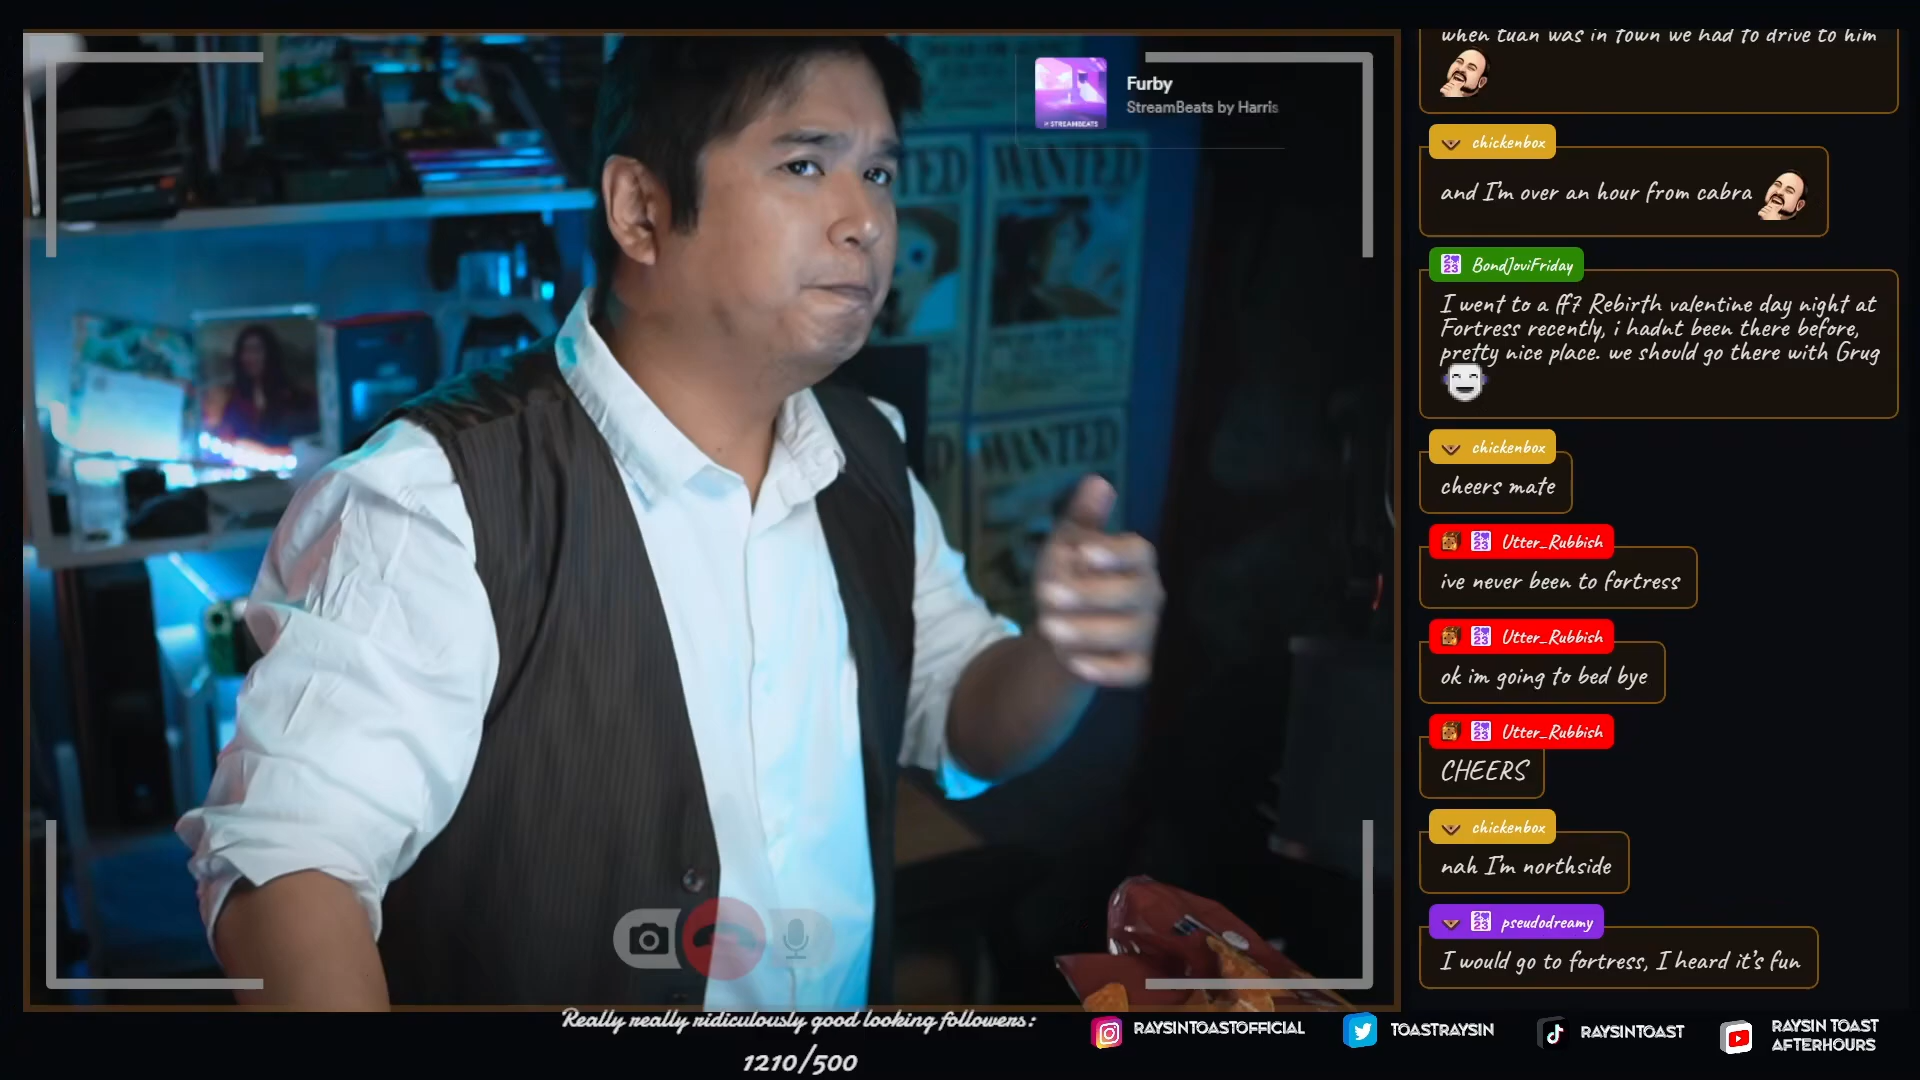 Furby
StreamBeats by Harris
STREAMBEATS
WANTED
WANTED
when tuan was in town we had to drive to him
chickenbox
and I'm over an hour from cabra
BondJoviFriday
I went to a ff7 Rebirth valentine day night at
Fortress recently, i hadnt been there before,
pretty nice place. we should go there with Grug
chickenbox
cheers mate
Utter_Rubbish
ive never been to fortress
Utter_Rubbish
ok im going to bed bye
Utter_Rubbish
CHEERS
chickenbox
nah I'm northside
pseudodreamy
I would go to fortress, I heard it's fun
Really really ridiculously good looking followers:
1210/500
RAYSINTOASTOFFICIAL
TOASTRAYSIN
RAYSINTOAST
RAYSIN TOAST
AFTERHOURS